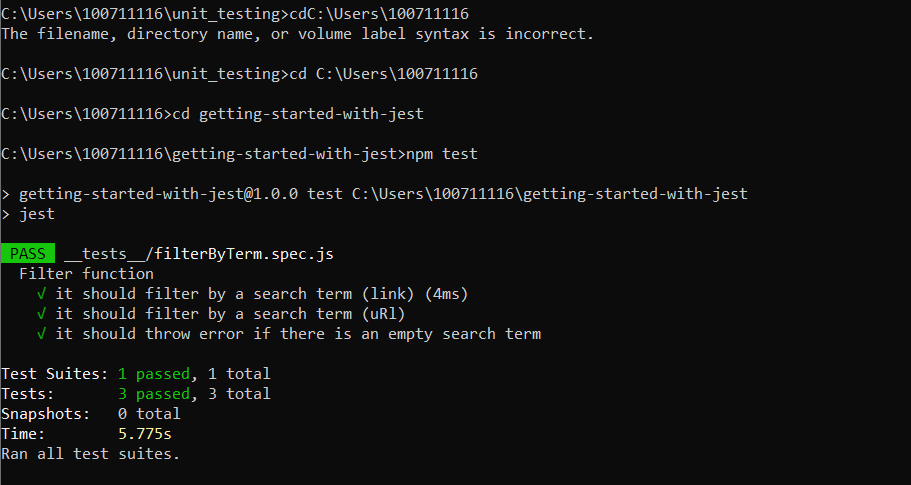 C:\Users\100711116\unit_testing>cdC:\Users\100711116
The filename, directory name, or volume label syntax is incorrect.
C:\Users\100711116\unit_testing>cd C:\Users\100711116
C:\Users\100711116>cd getting-started-with-jest
C:\Users\100711116\getting-started-with-jest>npm test
> getting-started-with-jest@1.0.0 test C:\Users\100711116\getting-started-with-jest
> jest
PASS __tests__/filterByTerm.spec.js
Filter function
√ it should filter by a search term (link) (4ms)
√ it should filter by a search term (uRl)
√ it should throw error if there is an empty search term
Test Suites: 1 passed, 1 total
Tests: 3 passed, 3 total
Snapshots: 0 total
Time: 5.775s
Ran all test suites.